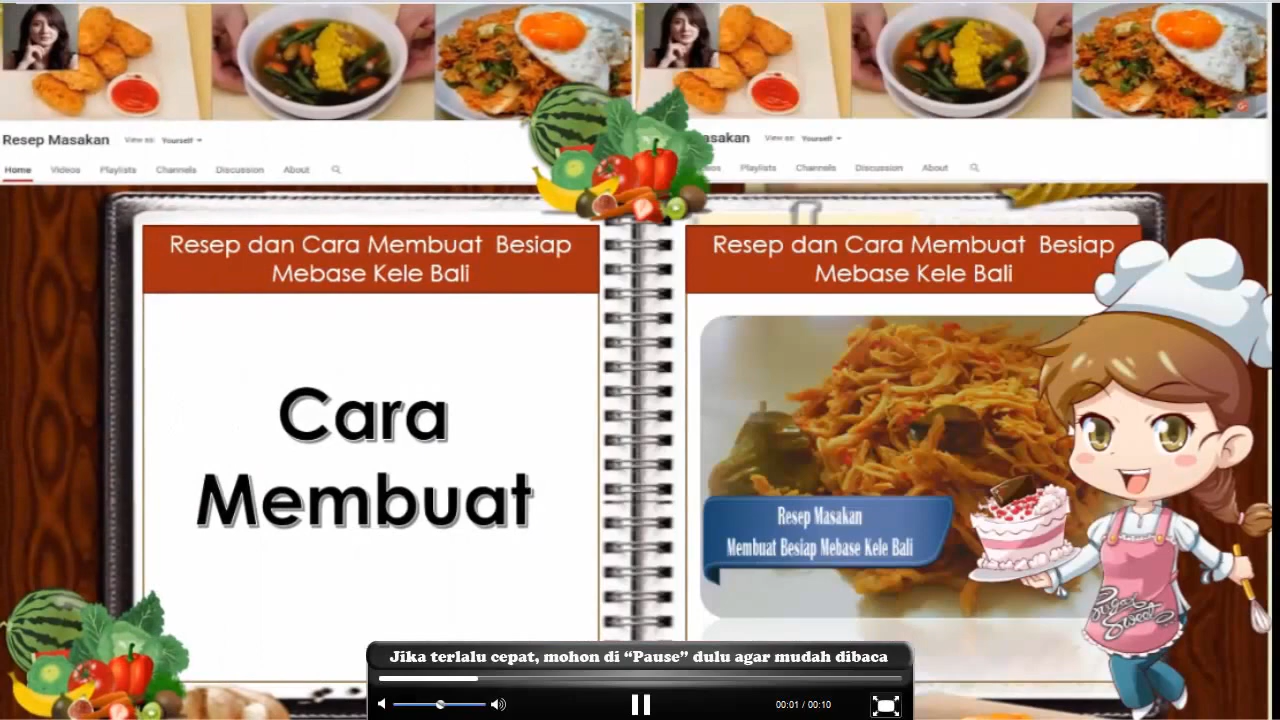 Resep Masakan View as: Yourself
Home Videos Playlists Channels Discussion About
asakan View as: Yourself
os Playlists Channels Discussion About
Resep dan Cara Membuat Besiap
Mebase Kele Bali
Cara
Membuat
Resep dan Cara Membuat Besiap
Mebase Kele Bali
Resep Masakan
Membuat Besiap Mebase Kele Bali
Sugar
Sweet
Jika terlalu cepat, mohon di “Pause” dulu agar mudah dibaca
00:01 / 00:10